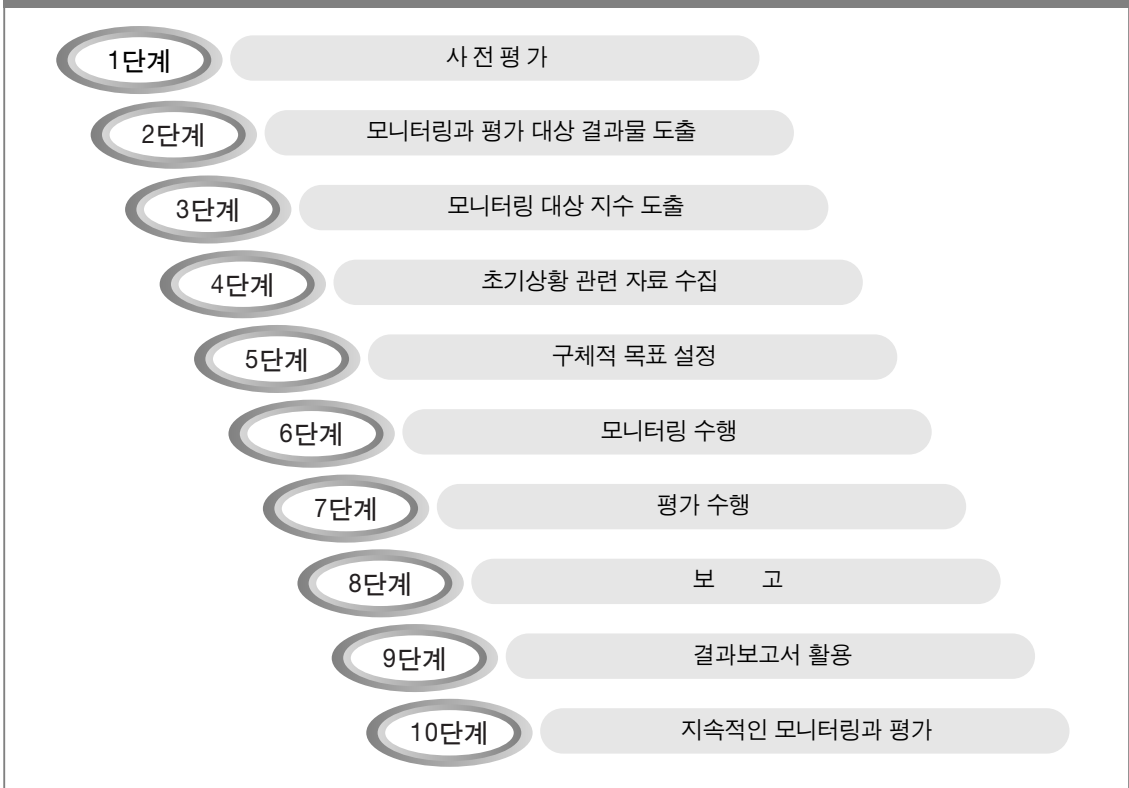 1단계 사전평가
2단계 모니터링과 평가 대상 결과물 도출
3단계 모니터링 대상 지수 도출
4단계 초기상황 관련 자료 수집
5단계 구체적 목표 설정
6단계 모니터링 수행
7단계 평가 수행
8단계 보 고
9단계 결과보고서 활용
10단계 지속적인 모니터링과 평가